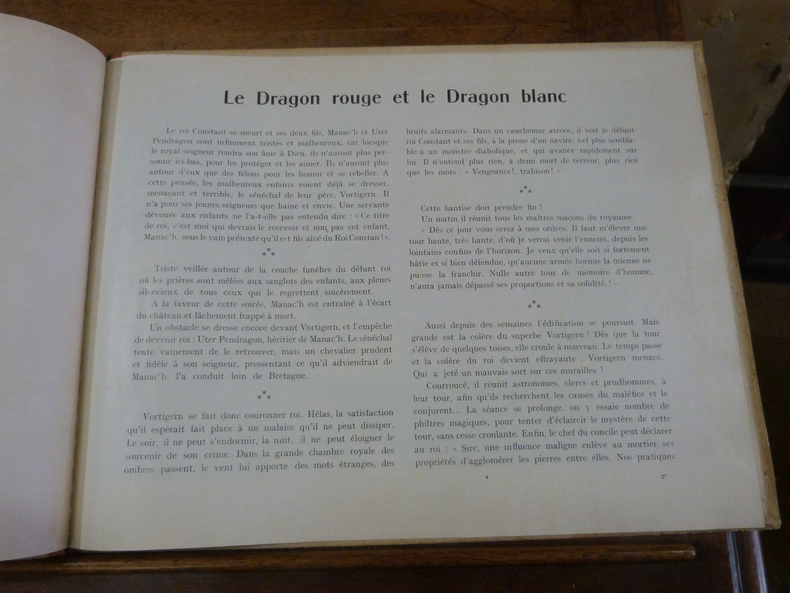 Le Dragon rouge et le Dragon blanc
Le roi Constant se meurt et ses deux fils, Manac'h et Uter
Pendragon sont infiniment tristes et malheureux, car lorsque
le royal seigneur rendra son âme à Dieu, ils n'auront plus per-
sonne ici-bas, pour les protéger et les aimer. Ils n'auront plus
autour d'eux que des félons pour les honnir et se rebeller. A
cette pensée, les malheureux enfants voient déjà se dresser,
menaçant et terrible, le sénéchal de leur père, Vortigern. Il
n'a pour ses jeunes seigneurs que haine et envie. Une servante
dévouée aux enfants ne l'a-t-elle pas entendu dire : « Ce titre
de roi, c'est moi qui devrais le recevoir et non pas cet enfant,
Manac'h, sous le vain prétexte qu'il est fils aîné du Roi Constan ! ».
Triste veillée autour de la couche funèbre du défunt roi
où les prières sont mêlées aux sanglots des enfants, aux pleurs
silencieux de tous ceux qui le regrettent sincèrement.
A la faveur de cette soirée, Manac'h est entraîné à l'écart
du château et lâchement frappé à mort.
Un obstacle se dresse encore devant Vortigern, et l'empêche
de devenir roi : Uter Pendragon, héritier de Manac'h. Le sénéchal
tente vainement de le retrouver, mais un chevalier prudent
et fidèle à son seigneur, pressentant ce qu'il adviendrait de
Manac'h, l'a conduit loin de Bretagne.
Vortigern se fait donc couronner roi. Hélas, la satisfaction
qu'il espérait fait place à un malaise qu'il ne peut dissiper.
Le soir, il ne peut s'endormir, la nuit, il ne peut éloigner le
souvenir de son crime. Dans la grande chambre royale des
ombres passent, le vent lui apporte des mots étranges, des
bruits alarmants. Dans un cauchemar atroce, il voit le défunt
roi Constant et ses fils, à la proue d'un navire, tel plus sembla-
ble à un monstre diabolique, et qui avance rapidement sur
lui. Il n'entend plus rien, à demi mort de terreur, plus rien
que les mots : « Vengeance !, trahison ! »
Cette hantise doit prendre fin !
Un matin il réunit tous les maîtres maçons du royaume.
« Dès ce jour vous serez à mes ordres. Il faut m'élever une
tour haute, très haute, d'où je verrai venir l'ennemi, depuis les
lointains confins de l'horizon. Je veux qu'elle soit si fortement
bâtie et si bien défendue, qu'aucune armée hormis la mienne ne
puisse la franchir. Nulle autre tour de mémoire d'homme,
n'aura jamais dépassé ses proportions et sa solidité. ! »
Aussi depuis des semaines l'édification se poursuit. Mais
grande est la colère du superbe Vortigern ! Dès que la tour
s'élève de quelques toises, elle croule à nouveau. Le temps passe
et la colère du roi devient effrayante ; Vortigern menace.
Qui a jeté un mauvais sort sur ces murailles ?
Courroucé, il réunit astronomes, clercs et prudhommes, à
leur tour, afin qu'ils recherchent les causes du maléfice et le
conjurent... La séance se prolonge, on y essaie nombre de
philtres magiques, pour tenter d'éclaircir le mystère de cette
tour, sans cesse croulante. Enfin, le chef du concile peut déclarer
au roi : « Sire, une influence maligne enlève au mortier ses
propriétés d'agglomérer les pierres entre elles. Nos pratiques